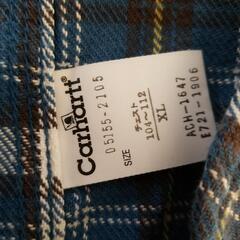 Carhartt
05155-2105
SIZE
チェスト
104~112
XL
ACH-1647
E721-1906